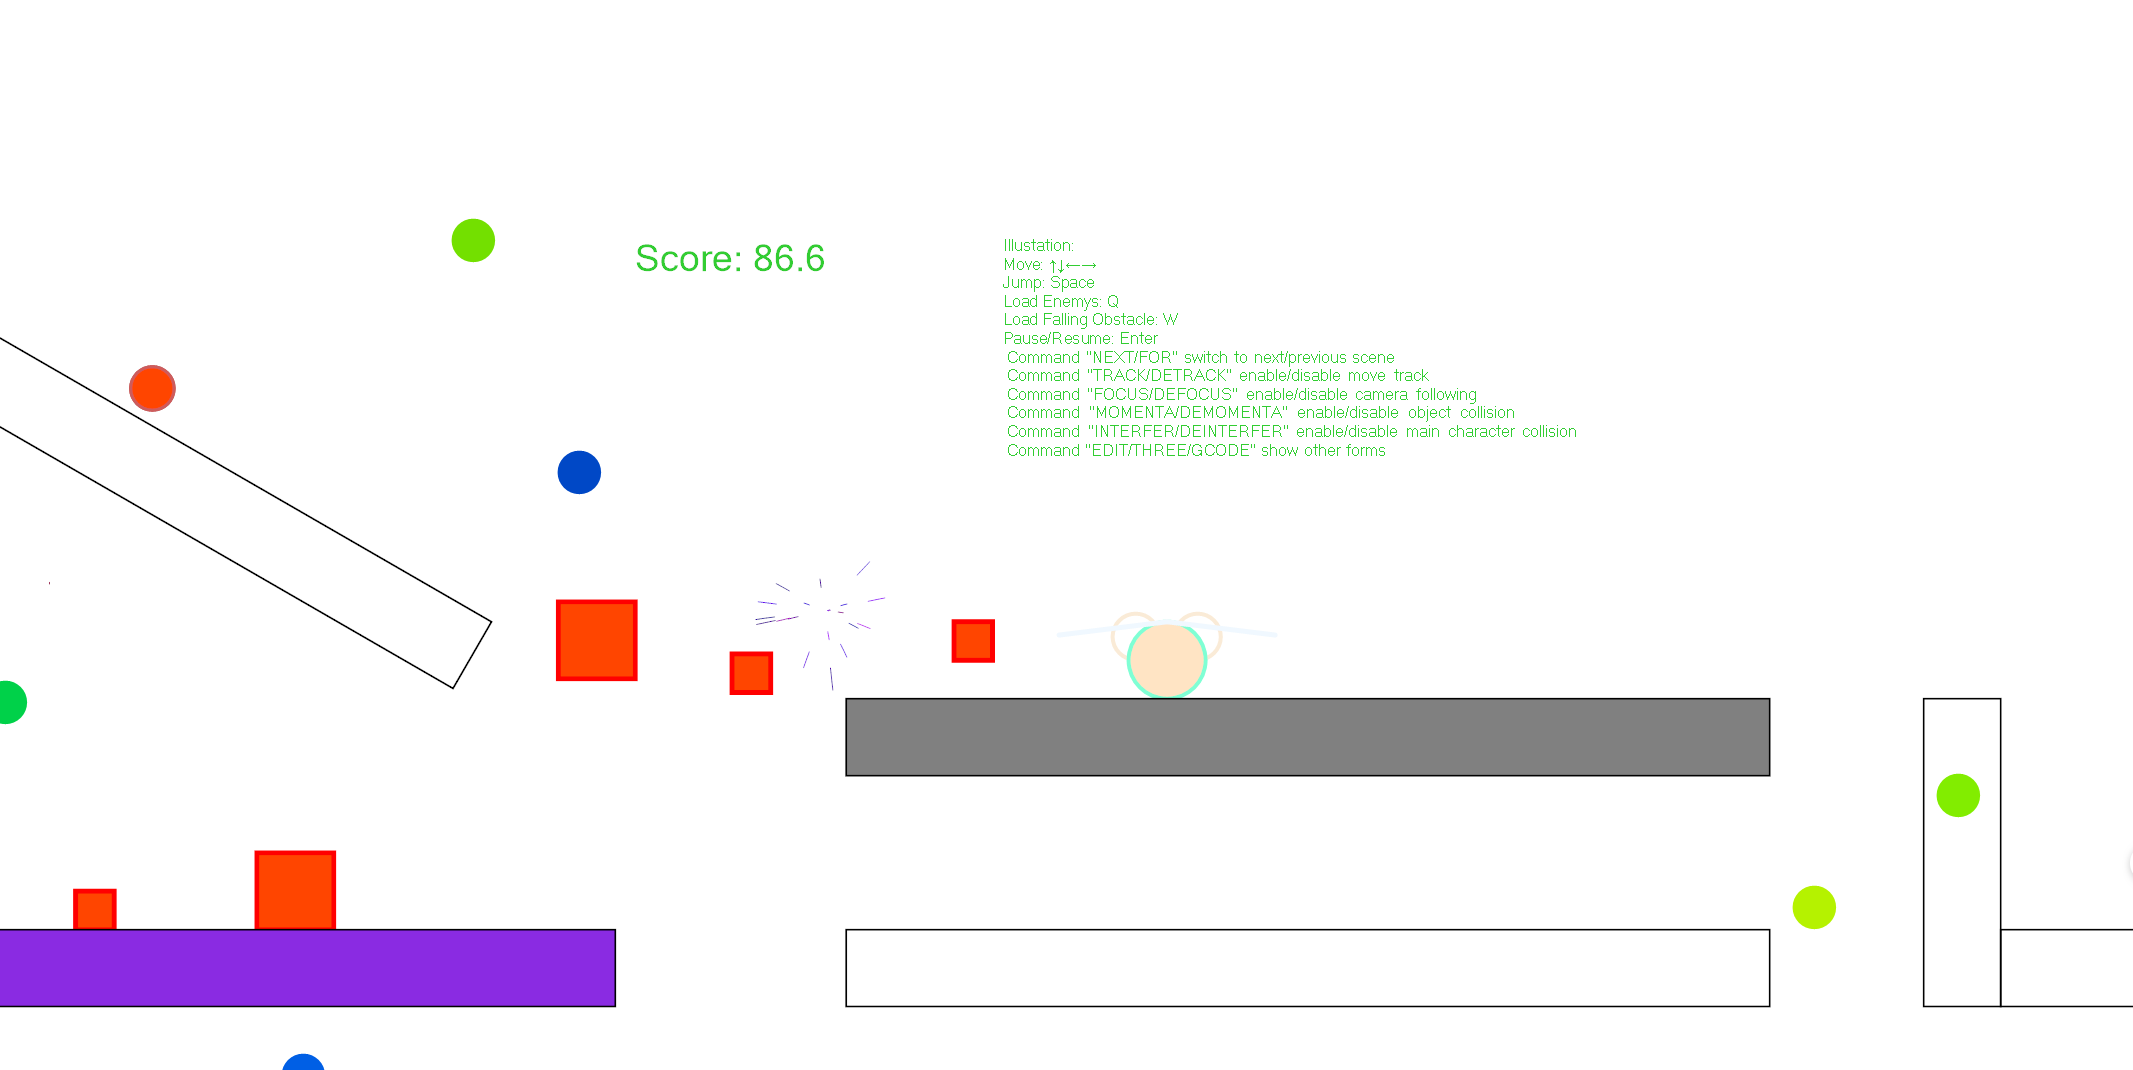 Score: 86.6
Illustation:
Move: ↑↓←→
Jump: Space
Load Enemys: Q
Load Falling Obstacle: W
Pause/Resume: Enter
Command "NEXT/FOR" switch to next/previous scene
Command "TRACK/DETRACK" enable/disable move track
Command "FOCUS/DEFOCUS" enable/disable camera following
Command "MOMENTA/DEMOMENTA" enable/disable object collision
Command "INTERFER/DEINTERFER" enable/disable main character collision
Command "EDIT/THREE/GCODE" show other forms